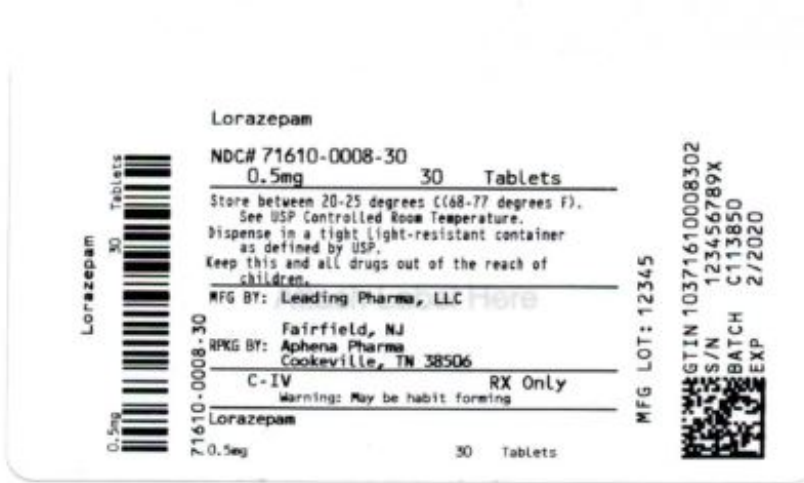 Lorazepam
NDC# 71610-0008-30
0.5mg 30 Tablets
Store between 20-25 degrees C(68-77 degrees F).
See USP Controlled Room Temperature.
Dispense in a tight light-resistant container
as defined by USP.
Keep this and all drugs out of the reach of
children.
MFG BY: Leading Pharma, LLC
Fairfield, NJ
RPKG BY: Aphena Pharma
Cookeville, TN 38506
C-IV RX Only
Warning: May be habit forming
Lorazepam
0.5mg 30 Tablets
Lorazepam
0.5mg 30 Tablets
71610-0008-30
MFG LOT: 12345
GTIN 10371610008302
S/N 123456789X
BATCH C113850
EXP 2/2020